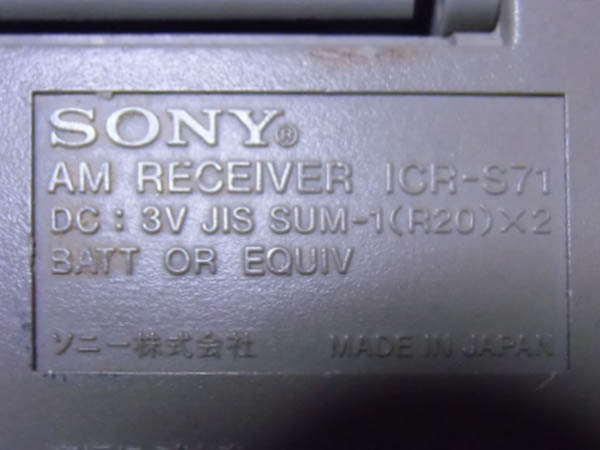 SONY®
AM RECEIVER ICR-S71
DC : 3V JIS SUM-1(R20)×2
BATT OR EQUIV
ソニー株式会社 MADE IN JAPAN